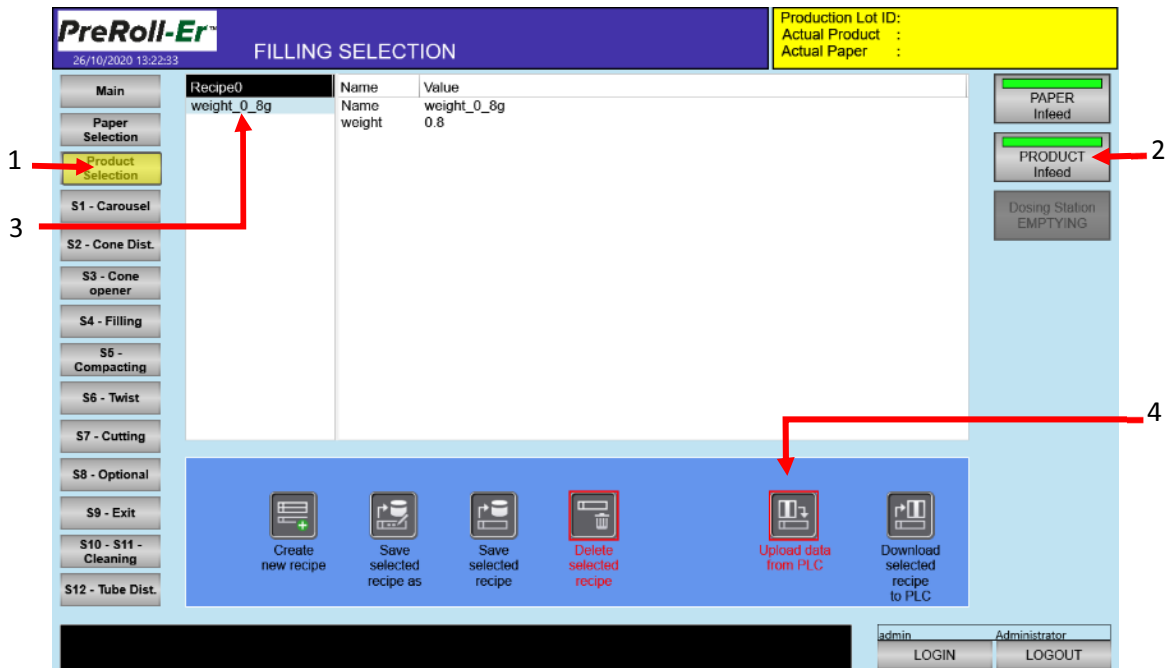 PreRoll-Er™
26/10/2020 13:22:33
FILLING SELECTION
Production Lot ID:
Actual Product :
Actual Paper :
Main
Paper
Selection
Product
Selection
S1 - Carousel
S2 - Cone Dist.
S3 - Cone
opener
S4 - Filling
S5 -
Compacting
S6 - Twist
S7 - Cutting
S8 - Optional
S9 - Exit
S10 - S11 -
Cleaning
S12 - Tube Dist.
1
3
Recipe0
weight_0_8g
Name Value
Name weight_0_8g
weight 0.8
PAPER
Infeed
PRODUCT
Infeed
2
Dosing Station
EMPTYING
4
Create
new recipe
Save
selected
recipe as
Save
selected
recipe
Delete
selected
recipe
Upload data
from PLC
Download
selected
recipe
to PLC
admin Administrator
LOGIN LOGOUT